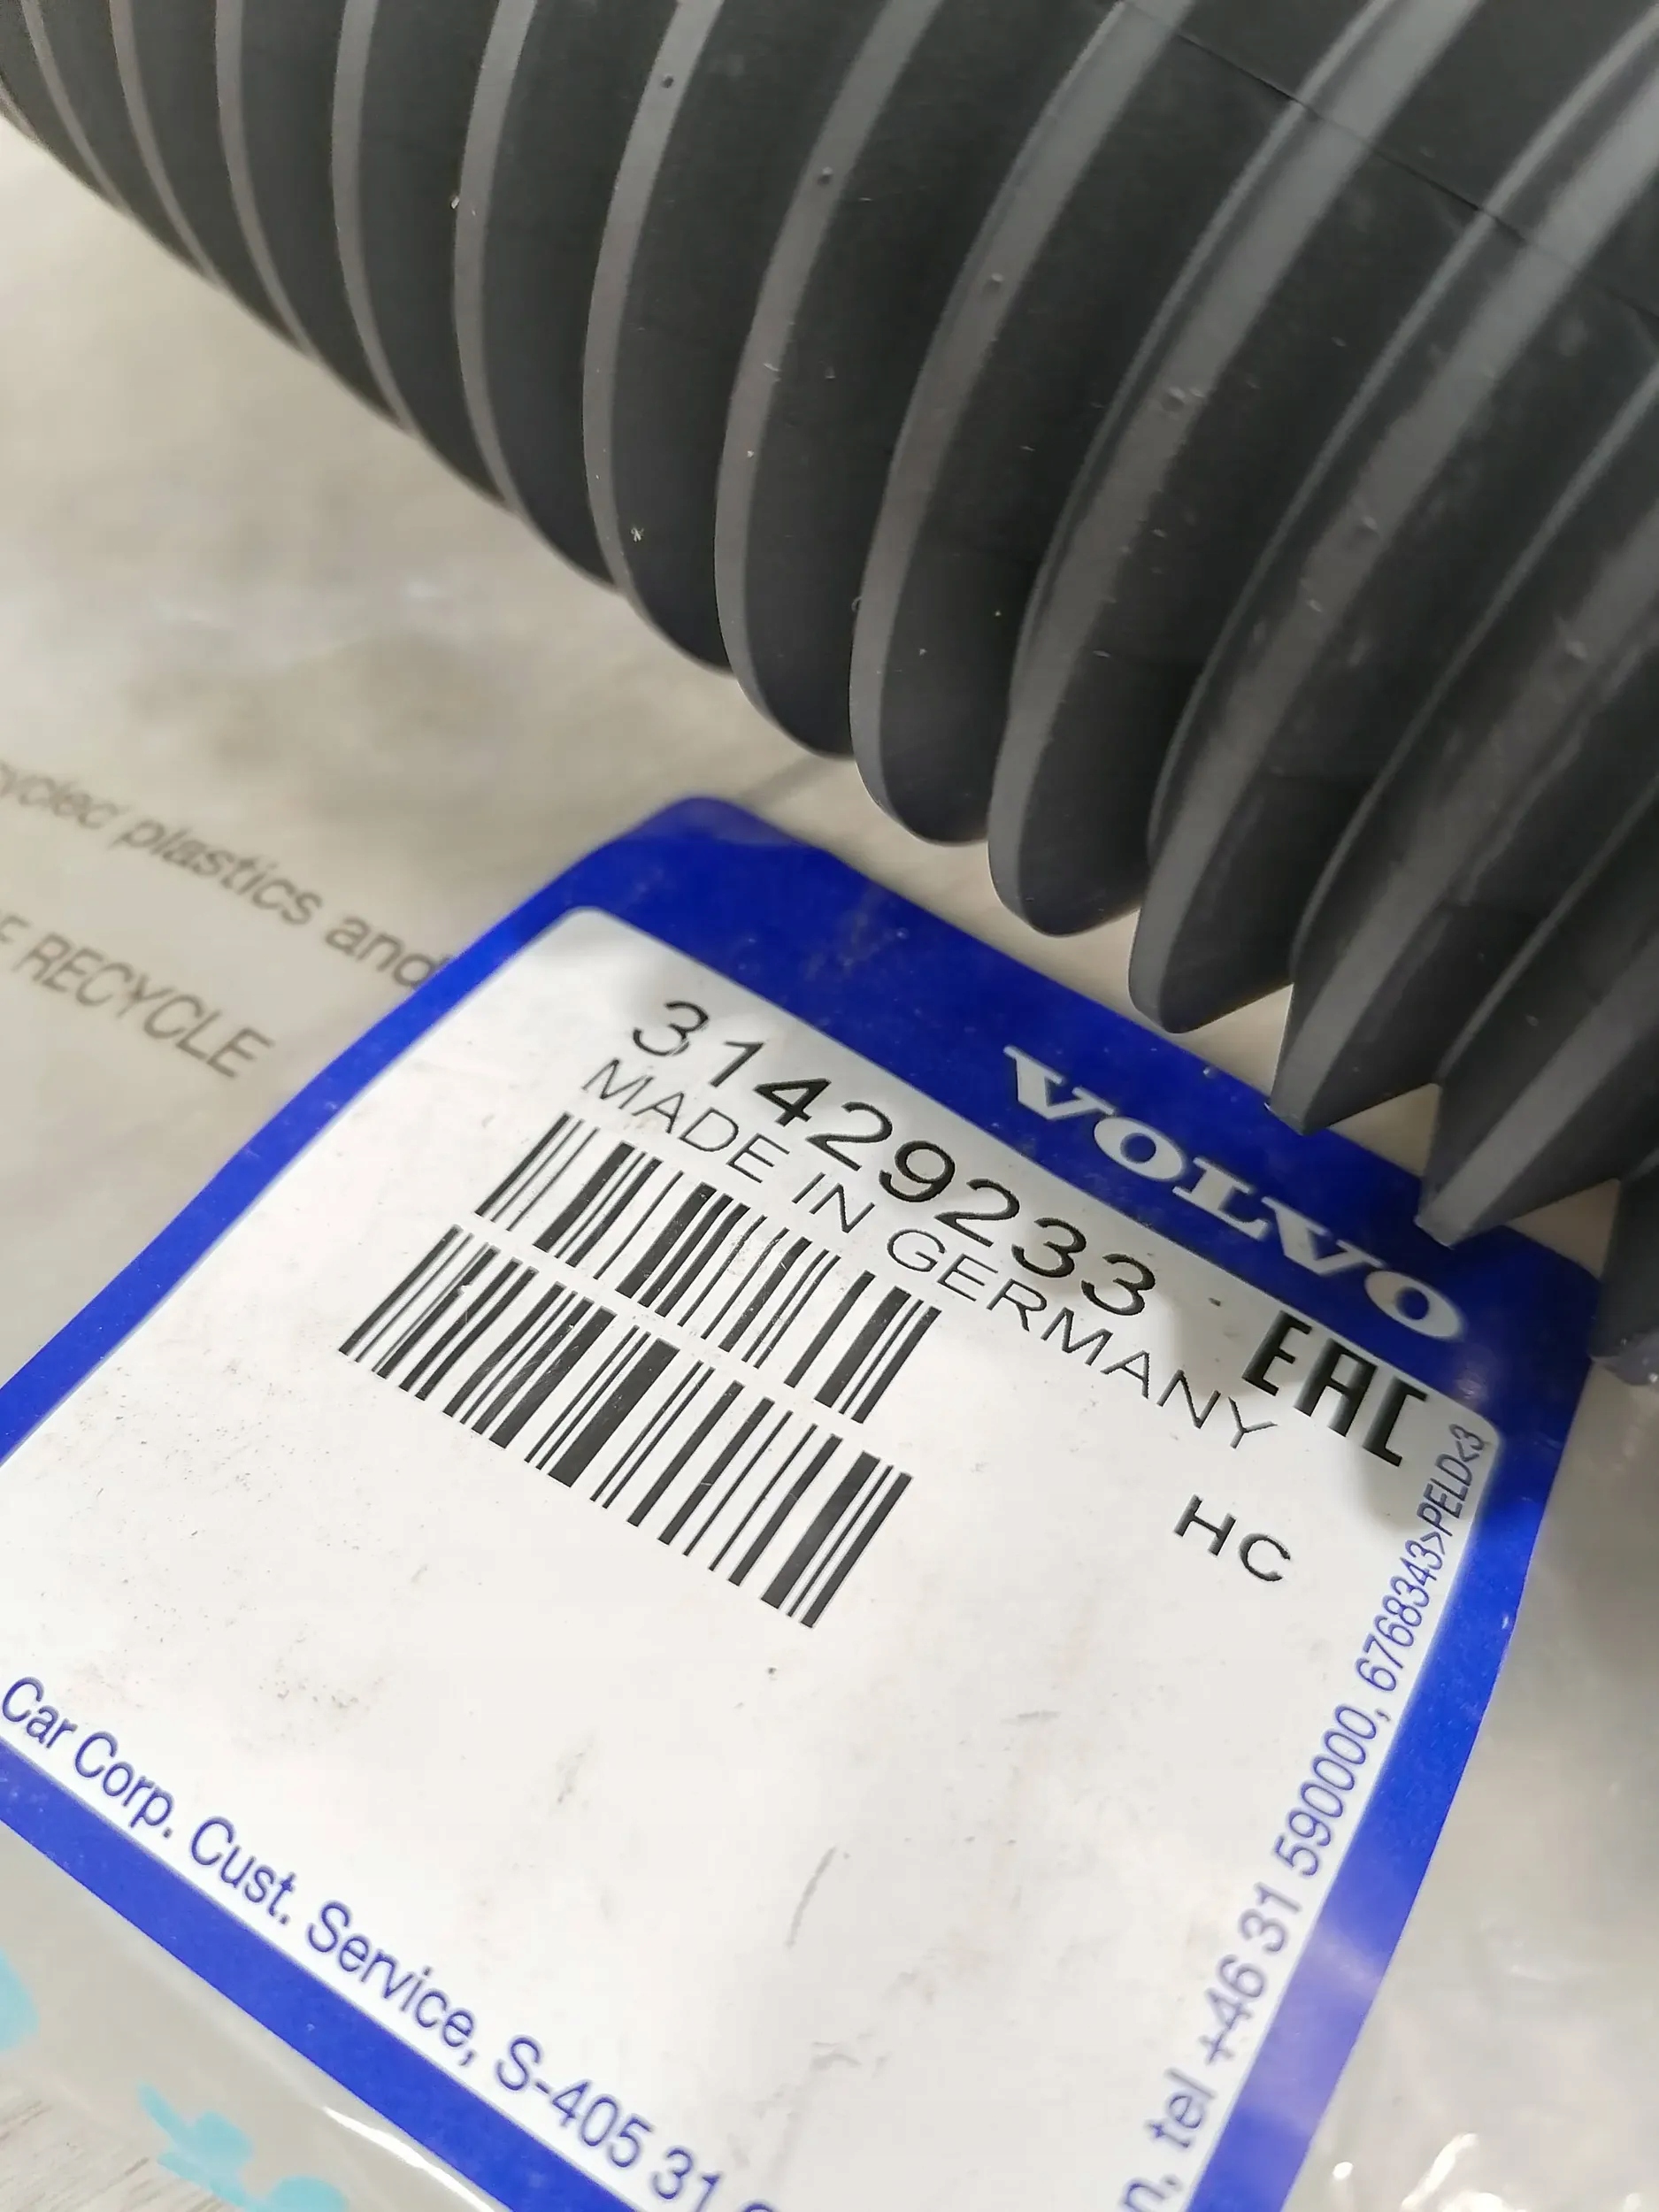 plastics and
RECYCLE
VOLVO
31429233
MADE IN GERMANY
EAC
HC
Car Corp. Cust. Service, S-405 31
tel +46 31 590000, 6768343>PELD<3